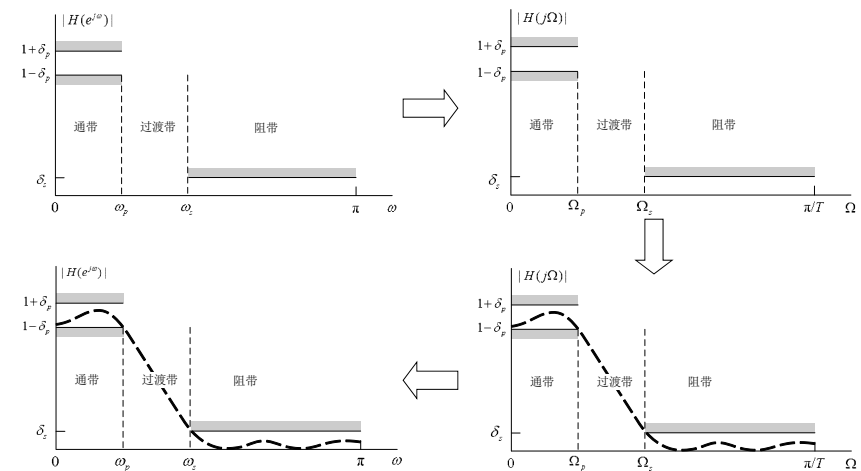 |H(e^{jω})|
1+δ_p
1−δ_p
通带
过渡带
阻带
δ_s
0
ω_p
ω_s
π
ω
|H(jΩ)|
1+δ_p
1−δ_p
通带
过渡带
阻带
δ_s
0
Ω_p
Ω_s
π/T
Ω
|H(e^{jω})|
1+δ_p
1−δ_p
通带
过渡带
阻带
δ_s
0
ω_p
ω_s
π
ω
|H(jΩ)|
1+δ_p
1−δ_p
通带
过渡带
阻带
δ_s
0
Ω_p
Ω_s
π/T
Ω